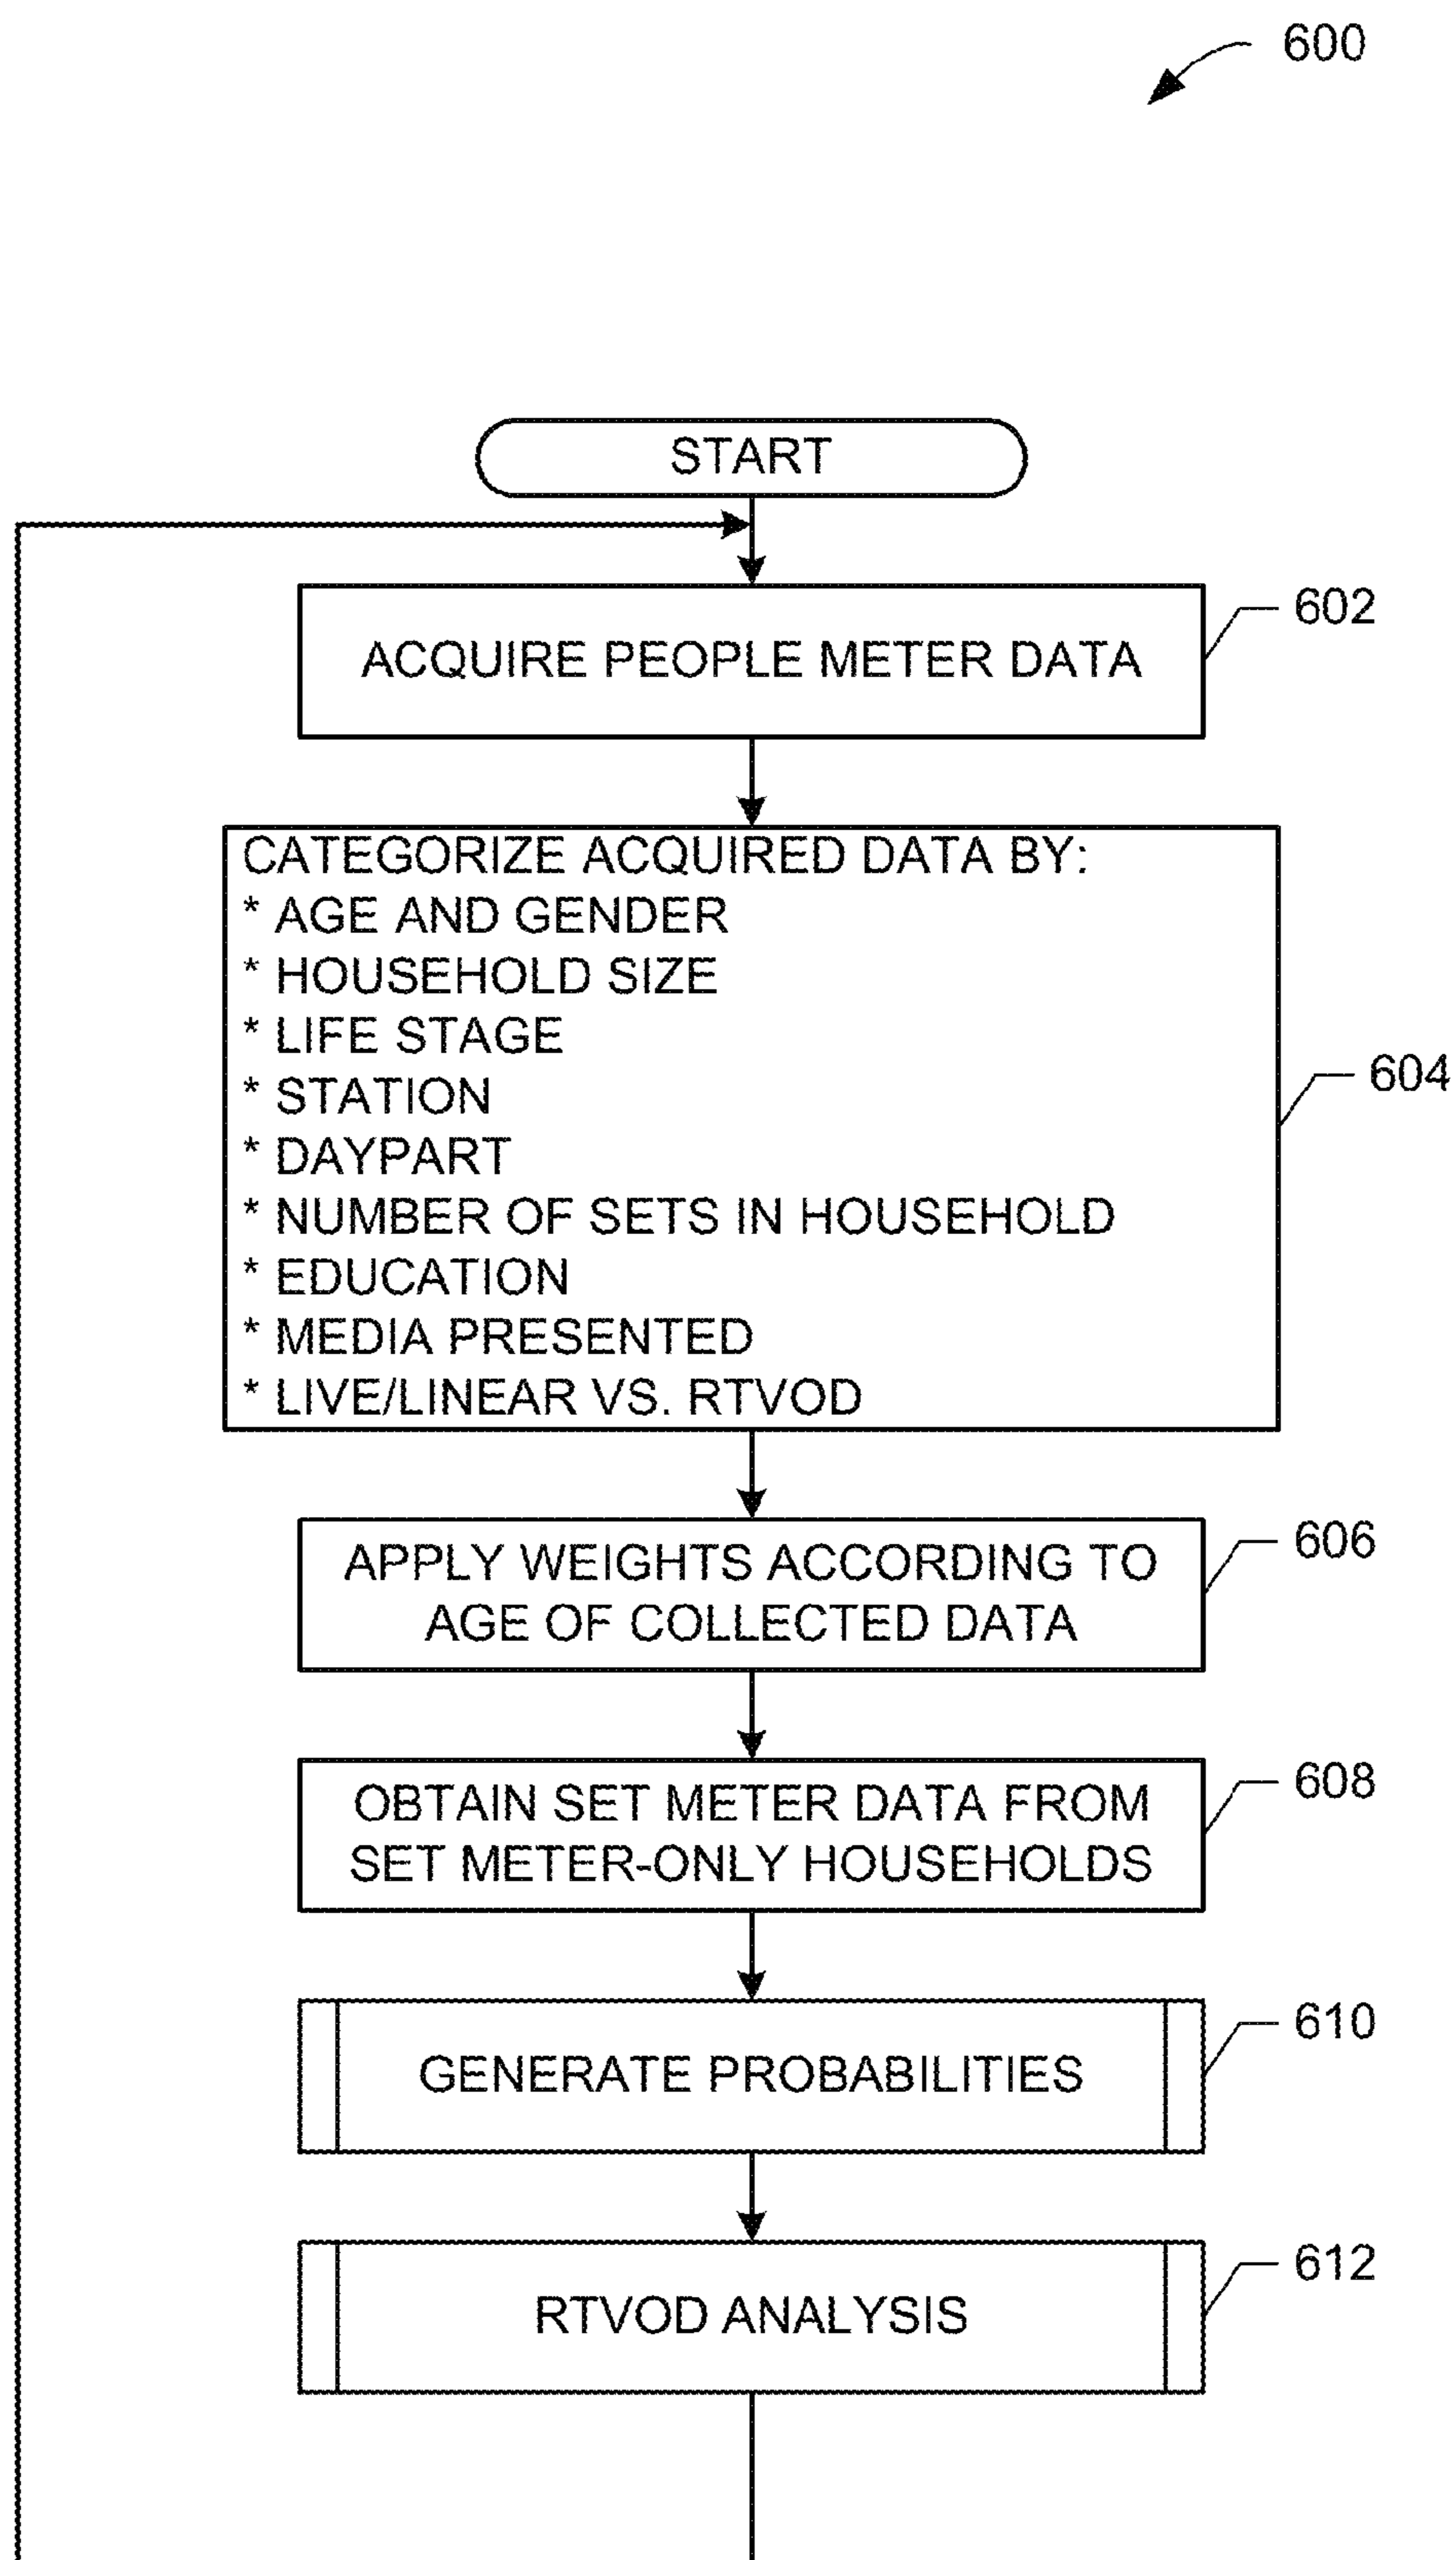 600
START
ACQUIRE PEOPLE METER DATA
602
CATEGORIZE ACQUIRED DATA BY:
* AGE AND GENDER
* HOUSEHOLD SIZE
* LIFE STAGE
* STATION
* DAYPART
* NUMBER OF SETS IN HOUSEHOLD
* EDUCATION
* MEDIA PRESENTED
* LIVE/LINEAR VS. RTVOD
604
APPLY WEIGHTS ACCORDING TO
AGE OF COLLECTED DATA
606
OBTAIN SET METER DATA FROM
SET METER-ONLY HOUSEHOLDS
608
GENERATE PROBABILITIES
610
RTVOD ANALYSIS
612